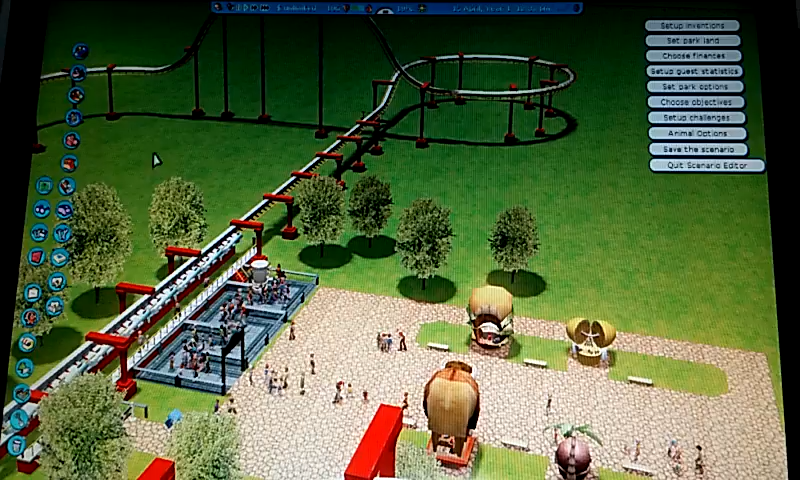 Setup inventions
Set park land
Choose finances
Setup guest statistics
Set park options
Choose objectives
Setup challenges
Animal Options
Save the scenario
Quit Scenario Editor